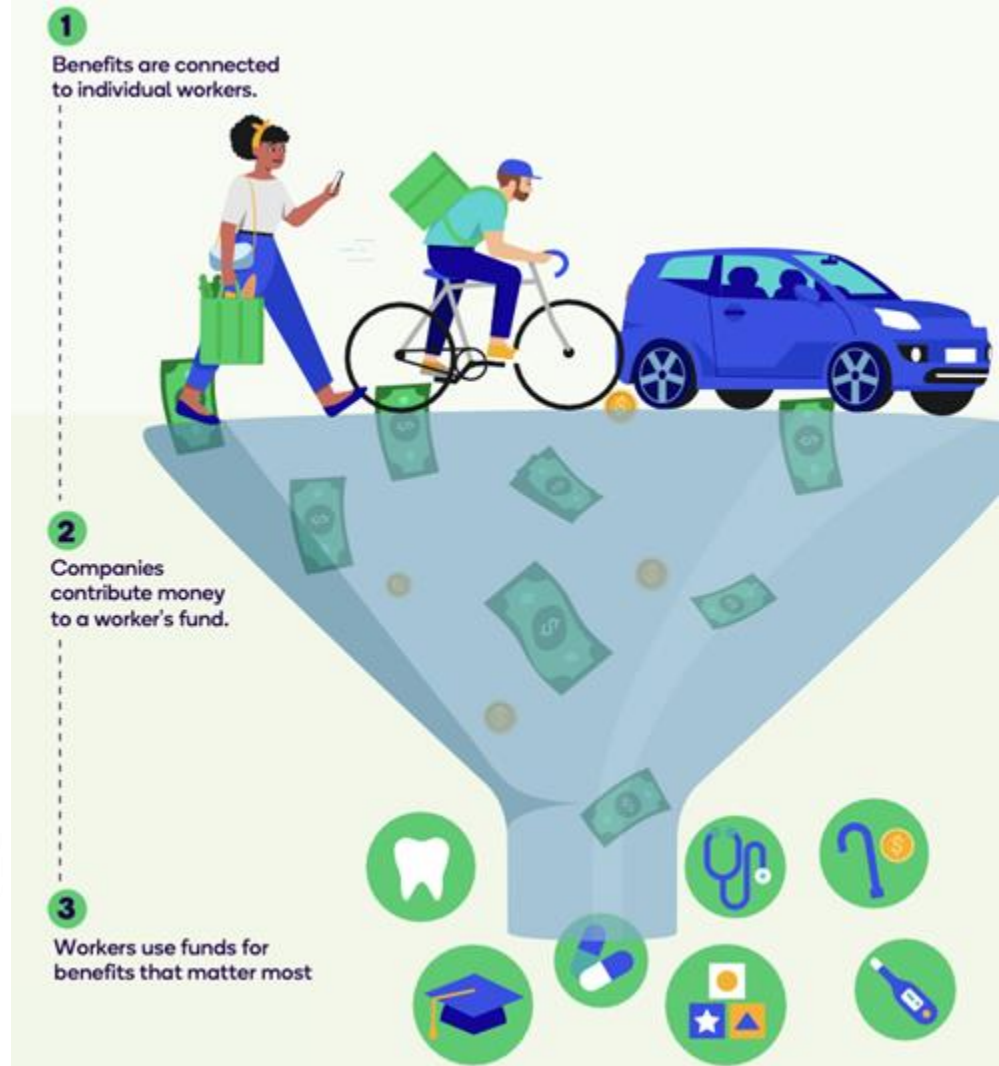 1
Benefits are connected
to individual workers.
2
Companies
contribute money
to a worker's fund.
3
Workers use funds for
benefits that matter most